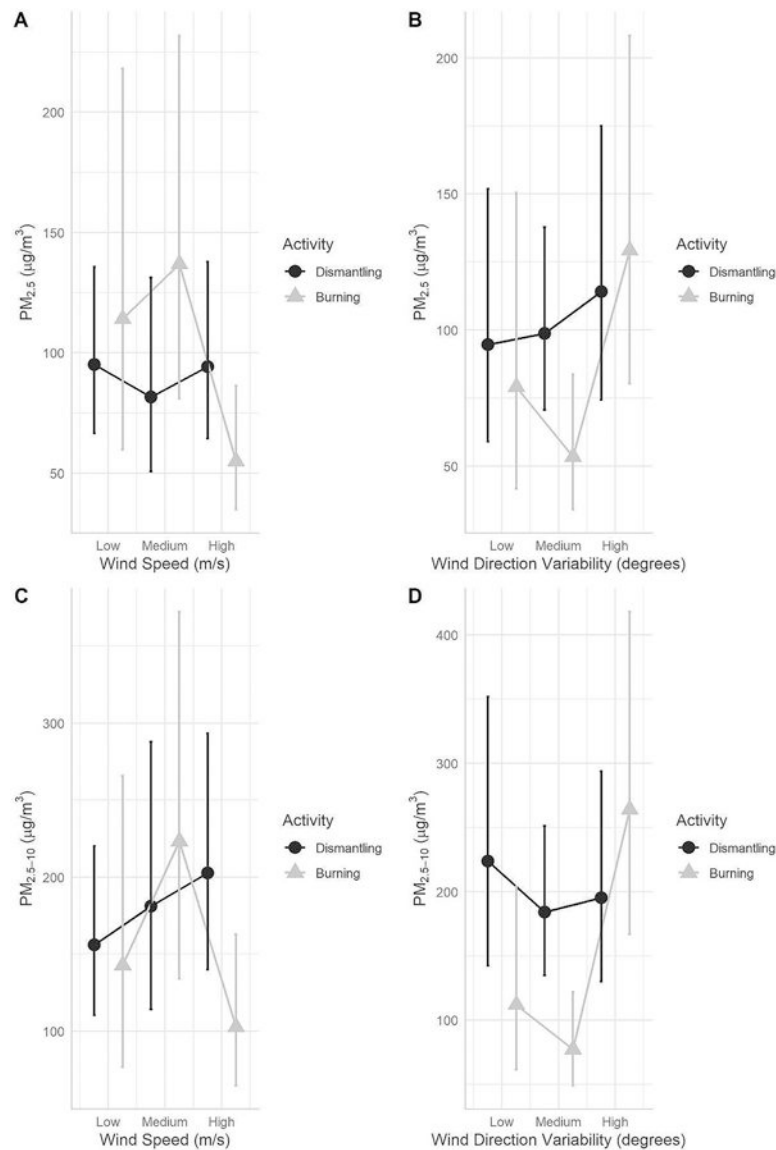 A
200
150
100
50
PM2.5 (μg/m³)
Low Medium High
Wind Speed (m/s)
Activity
Dismantling
Burning
B
200
150
100
50
PM2.5 (μg/m³)
Low Medium High
Wind Direction Variability (degrees)
Activity
Dismantling
Burning
C
300
200
100
PM2.5–10 (μg/m³)
Low Medium High
Wind Speed (m/s)
Activity
Dismantling
Burning
D
400
300
200
100
PM2.5–10 (μg/m³)
Low Medium High
Wind Direction Variability (degrees)
Activity
Dismantling
Burning